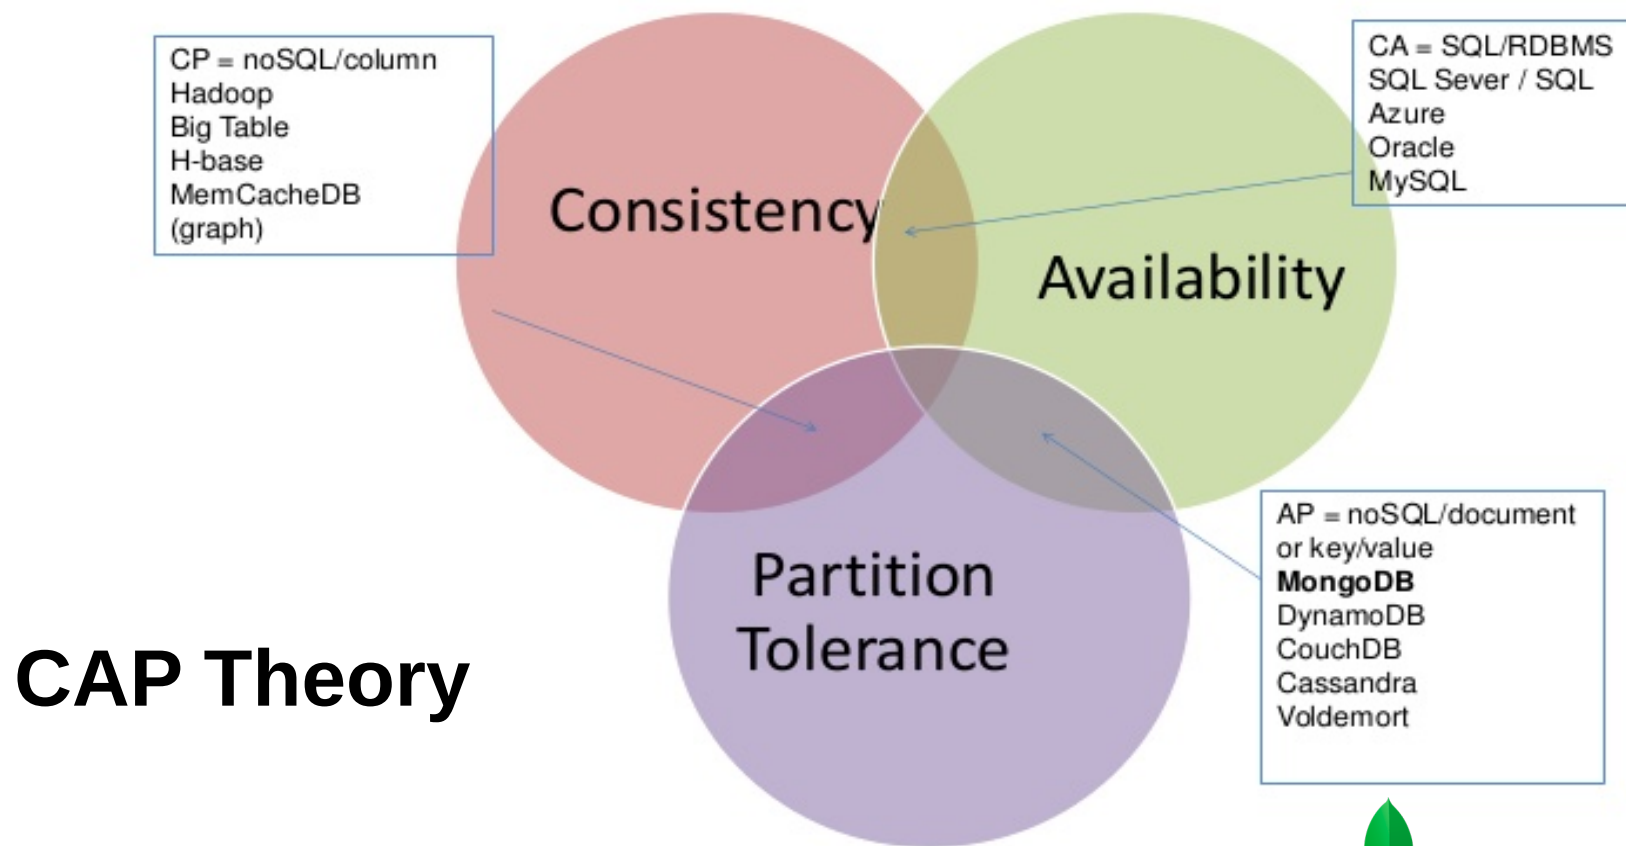 CP = noSQL/column
Hadoop
Big Table
H-base
MemCacheDB
(graph)
CA = SQL/RDBMS
SQL Sever / SQL
Azure
Oracle
MySQL
Consistency
Availability
Partition
Tolerance
AP = noSQL/document
or key/value
MongoDB
DynamoDB
CouchDB
Cassandra
Voldemort
CAP Theory